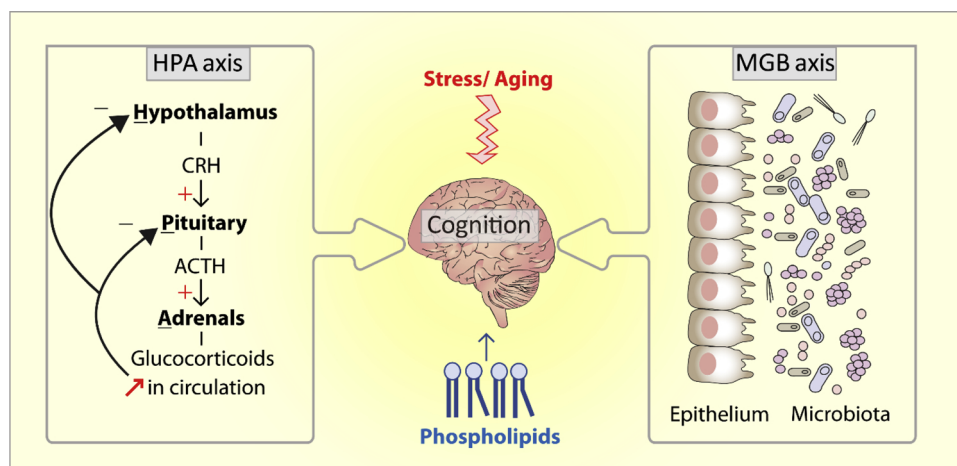 HPA axis
– Hypothalamus
CRH
+
– Pituitary
ACTH
+
Adrenals
Glucocorticoids
in circulation
Stress/ Aging
Cognition
Phospholipids
MGB axis
Epithelium Microbiota